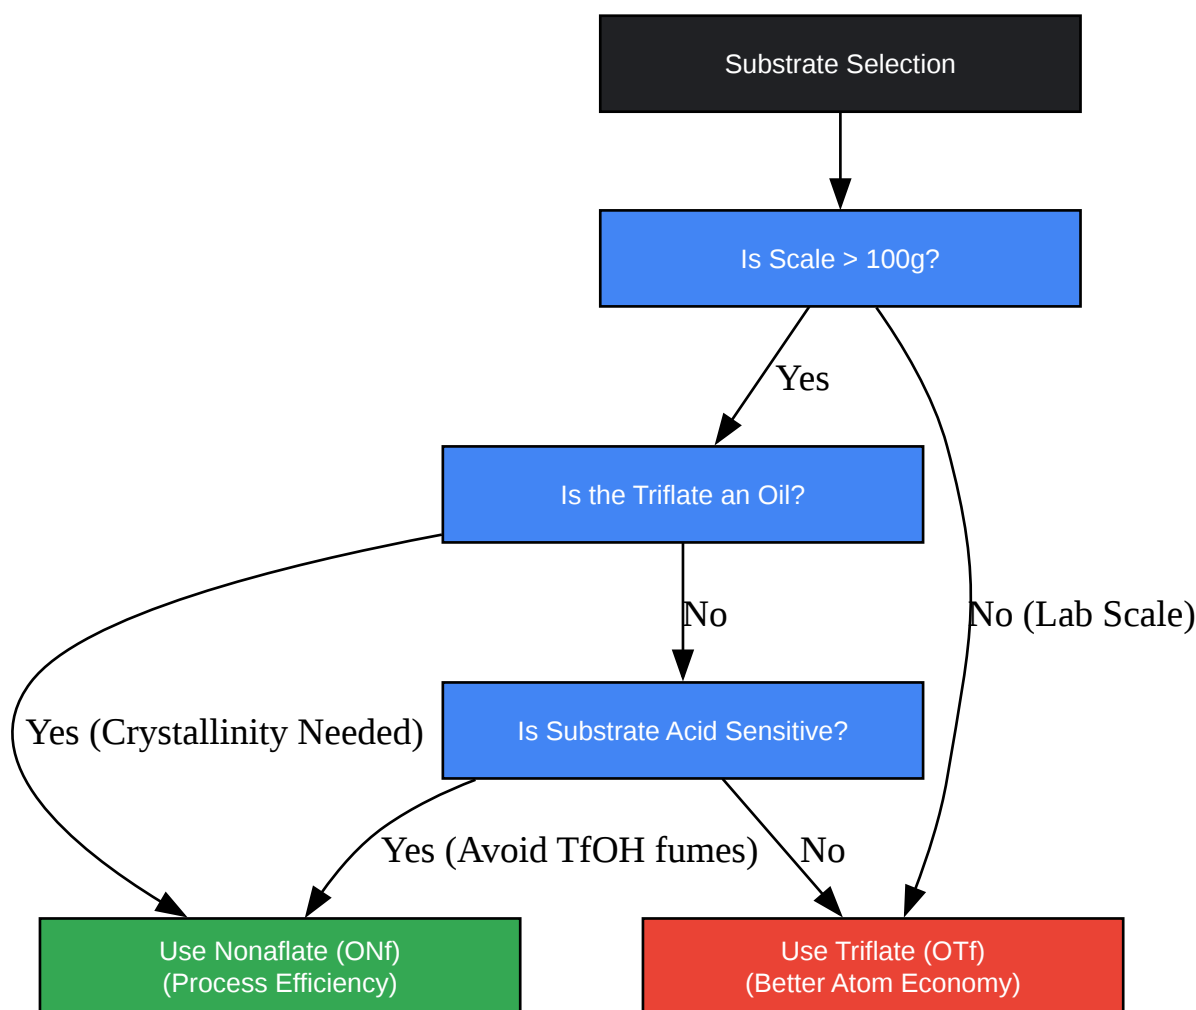 Substrate Selection
Is Scale > 100g?
Yes
Is the Triflate an Oil?
No
No (Lab Scale)
Is Substrate Acid Sensitive?
Yes (Crystallinity Needed)
Yes (Avoid TfOH fumes)
No
Use Nonaflate (ONf)
(Process Efficiency)
Use Triflate (OTf)
(Better Atom Economy)